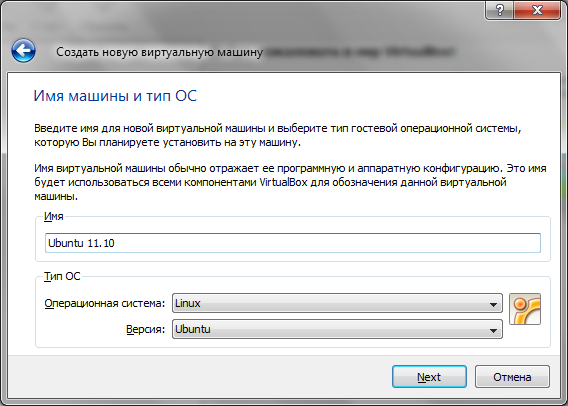 ?
Создать новую виртуальную машину
Имя машины и тип ОС
Введите имя для новой виртуальной машины и выберите тип гостевой операционной системы,
которую Вы планируете установить на эту машину.
Имя виртуальной машины обычно отражает ее программную и аппаратную конфигурацию. Это имя
будет использоваться всеми компонентами VirtualBox для обозначения данной виртуальной
машины.
Имя
Ubuntu 11.10
Тип ОС
Операционная система: Linux
Версия: Ubuntu
Next Отмена